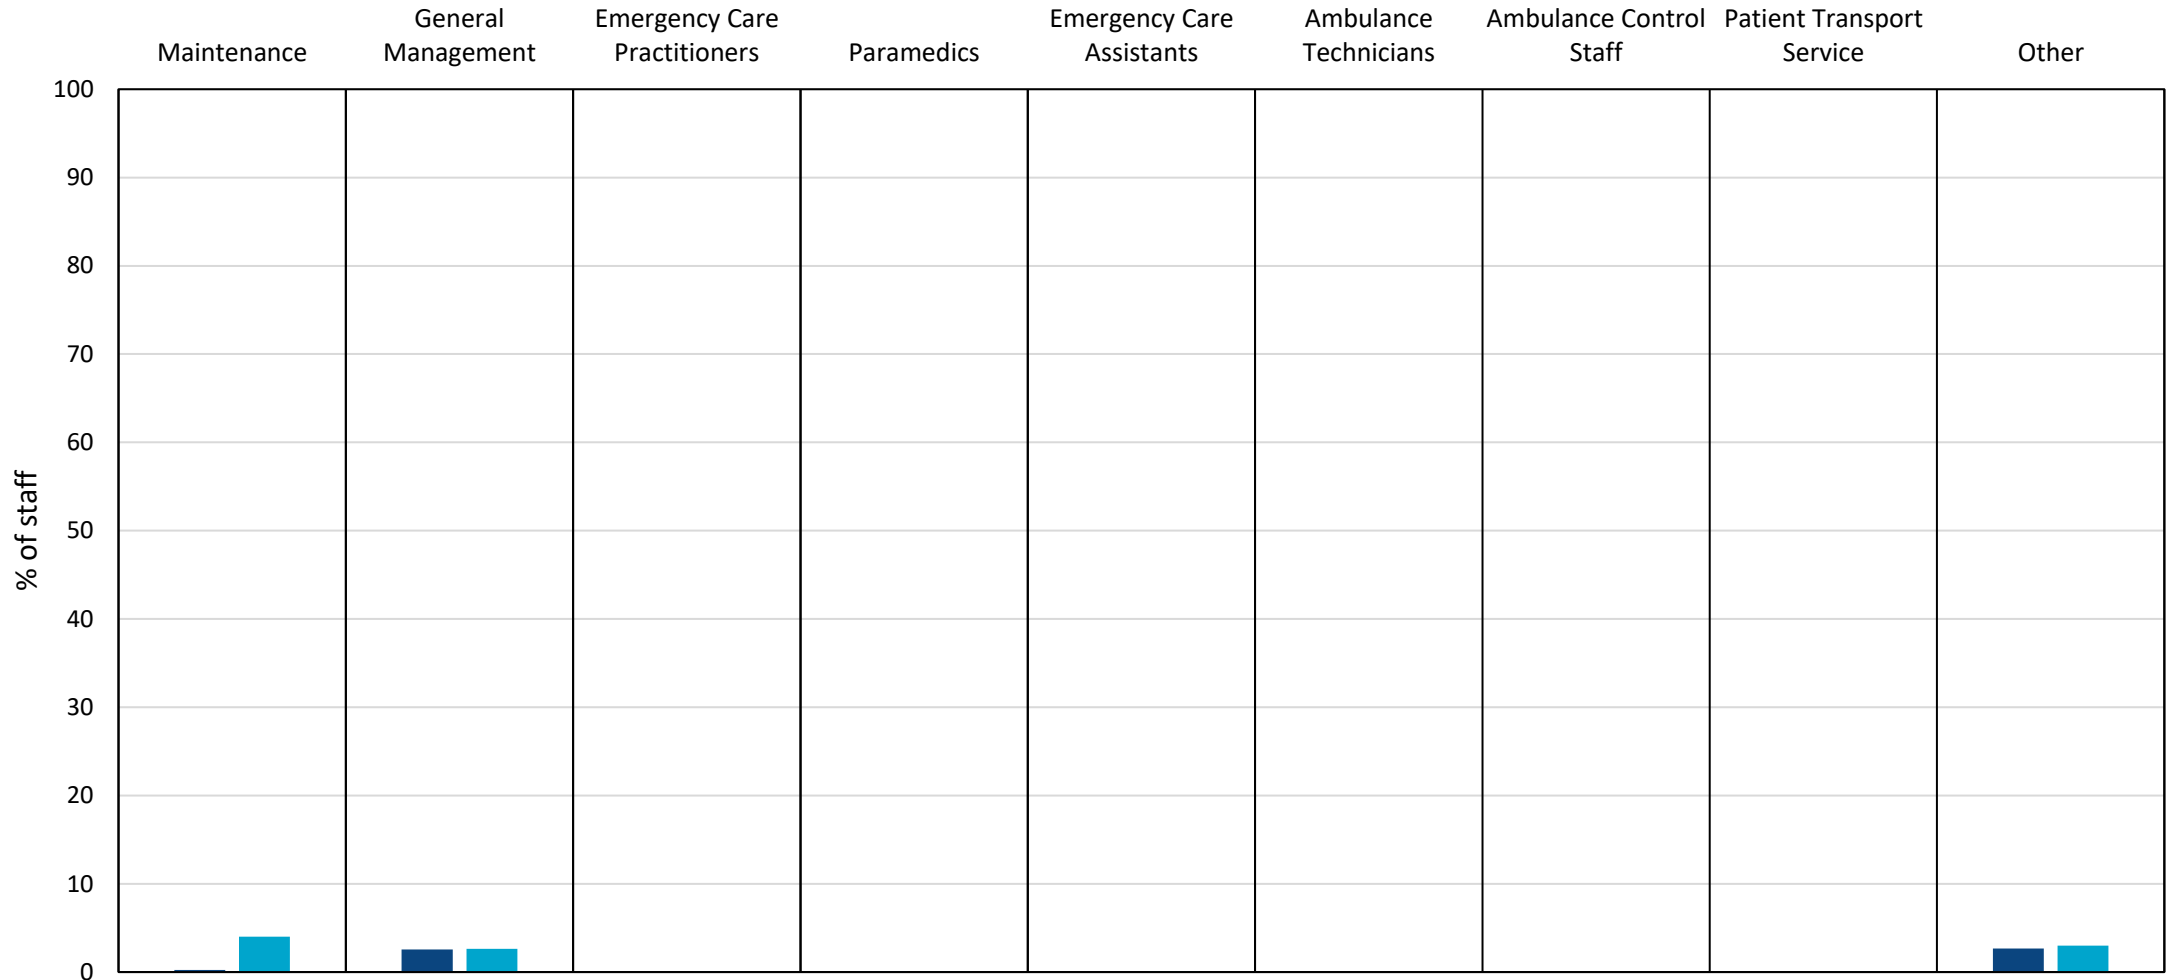 Maintenance
General
Management
Emergency Care
Practitioners
Paramedics
Emergency Care
Assistants
Ambulance
Technicians
Ambulance Control
Staff
Patient Transport
Service
Other
100
90
80
70
60
50
40
30
20
10
0
% of staff